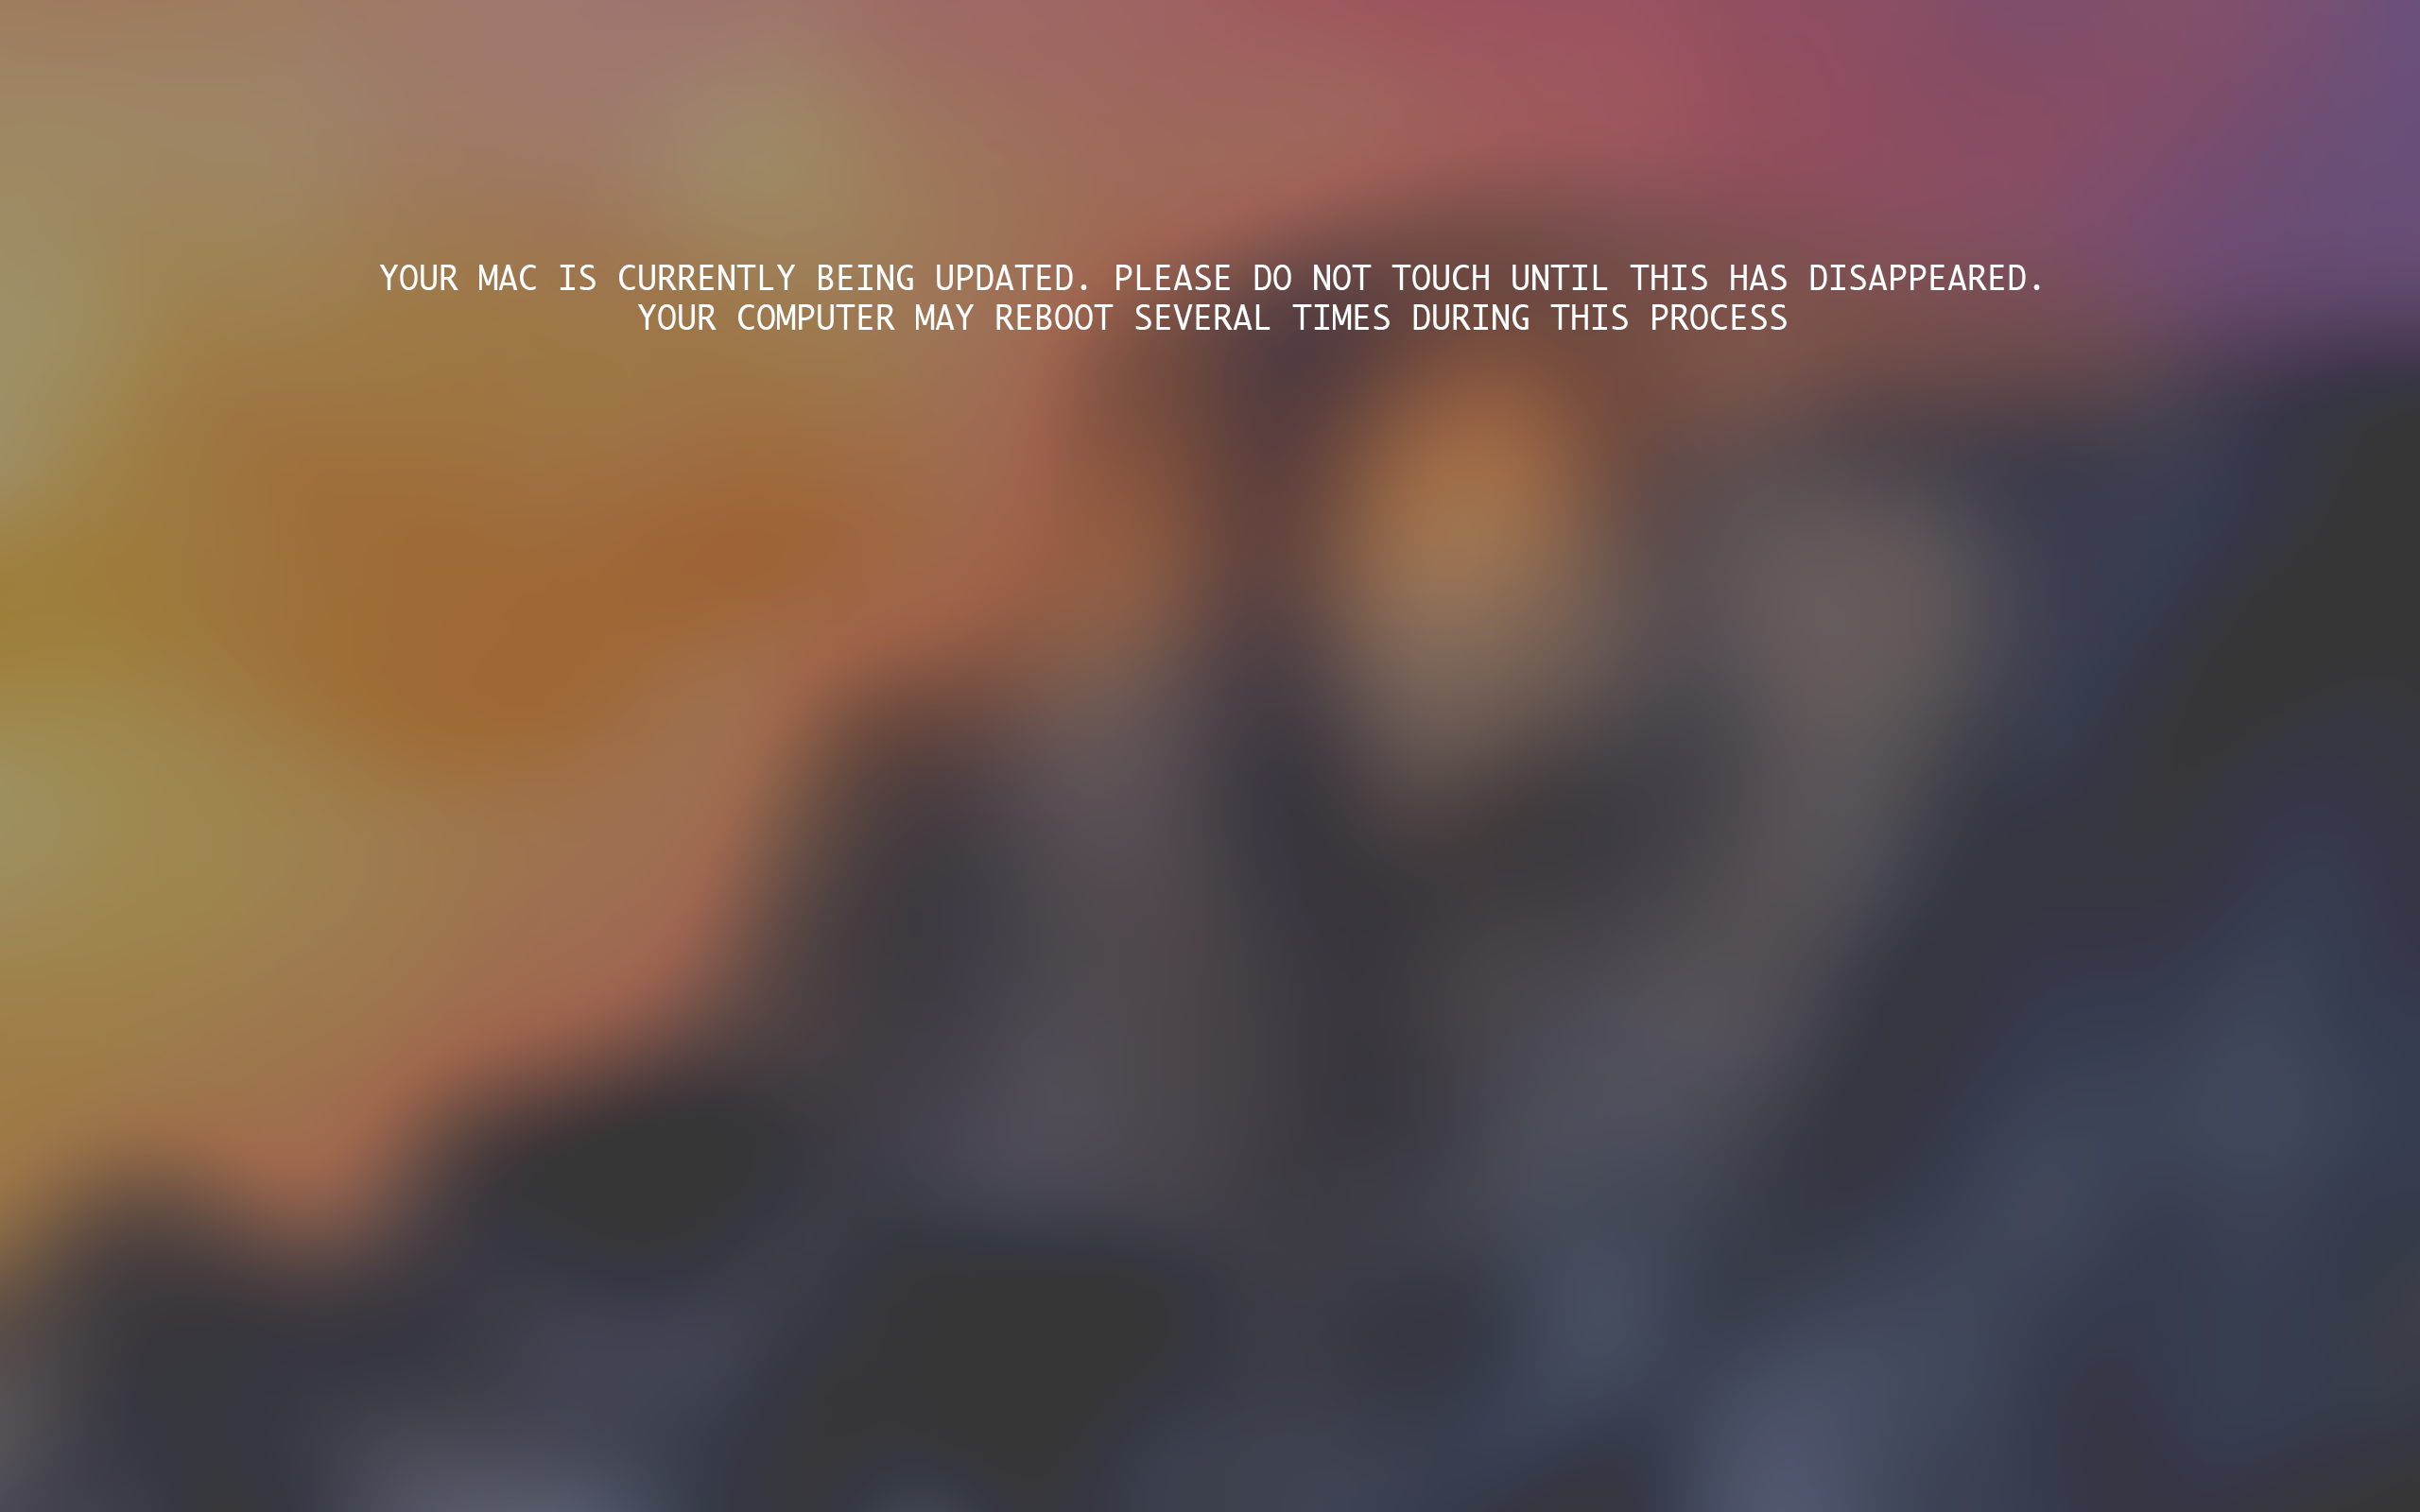 YOUR MAC IS CURRENTLY BEING UPDATED. PLEASE DO NOT TOUCH UNTIL THIS HAS DISAPPEARED.
YOUR COMPUTER MAY REBOOT SEVERAL TIMES DURING THIS PROCESS